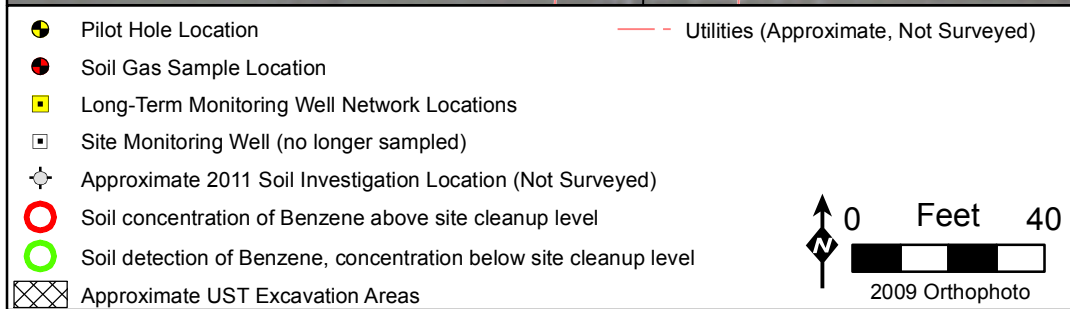 Pilot Hole Location
Utilities (Approximate, Not Surveyed)
Soil Gas Sample Location
Long-Term Monitoring Well Network Locations
Site Monitoring Well (no longer sampled)
Approximate 2011 Soil Investigation Location (Not Surveyed)
Soil concentration of Benzene above site cleanup level
Soil detection of Benzene, concentration below site cleanup level
Approximate UST Excavation Areas
N
0 Feet 40
2009 Orthophoto